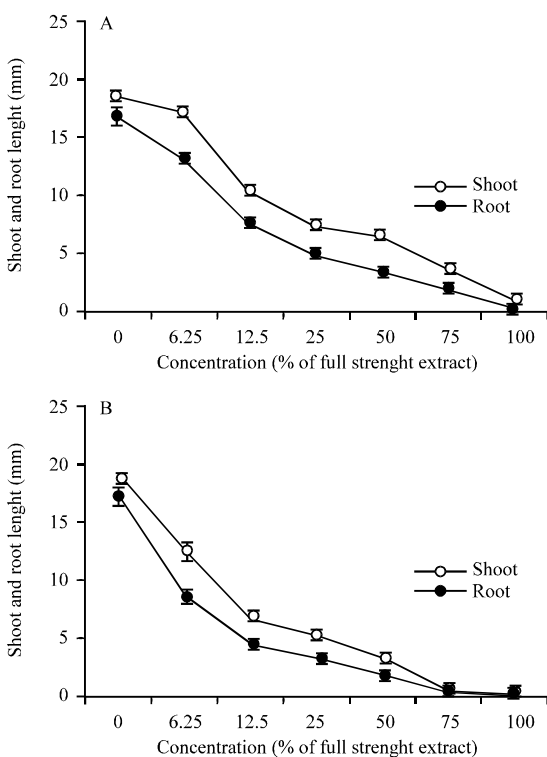 A
25
20
15
10
5
0
Shoot and root lenght (mm)
Shoot
Root
0 6.25 12.5 25 50 75 100
Concentration (% of full strenght extract)
B
25
20
15
10
5
0
Shoot and root lenght (mm)
Shoot
Root
0 6.25 12.5 25 50 75 100
Concentration (% of full strenght extract)